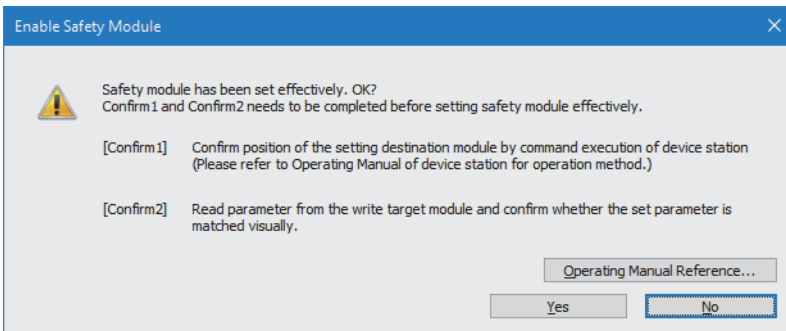 Enable Safety Module
Safety module has been set effectively. OK?
Confirm1 and Confirm2 needs to be completed before setting safety module effectively.
[Confirm1] Confirm position of the setting destination module by command execution of device station
(Please refer to Operating Manual of device station for operation method.)
[Confirm2] Read parameter from the write target module and confirm whether the set parameter is
matched visually.
Operating Manual Reference...
Yes No